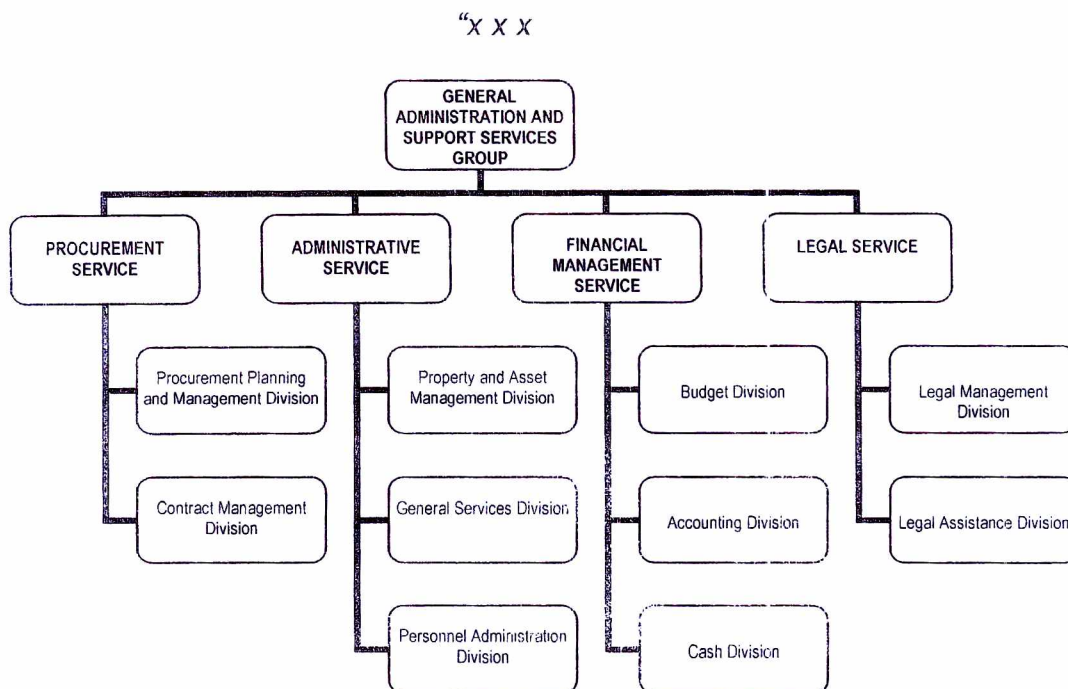 “x x x
GENERAL
ADMINISTRATION AND
SUPPORT SERVICES
GROUP
PROCUREMENT
SERVICE
ADMINISTRATIVE
SERVICE
FINANCIAL
MANAGEMENT
SERVICE
LEGAL SERVICE
Procurement Planning
and Management Division
Property and Asset
Management Division
Budget Division
Legal Management
Division
Contract Management
Division
General Services Division
Accounting Division
Legal Assistance Division
Personnel Administration
Division
Cash Division